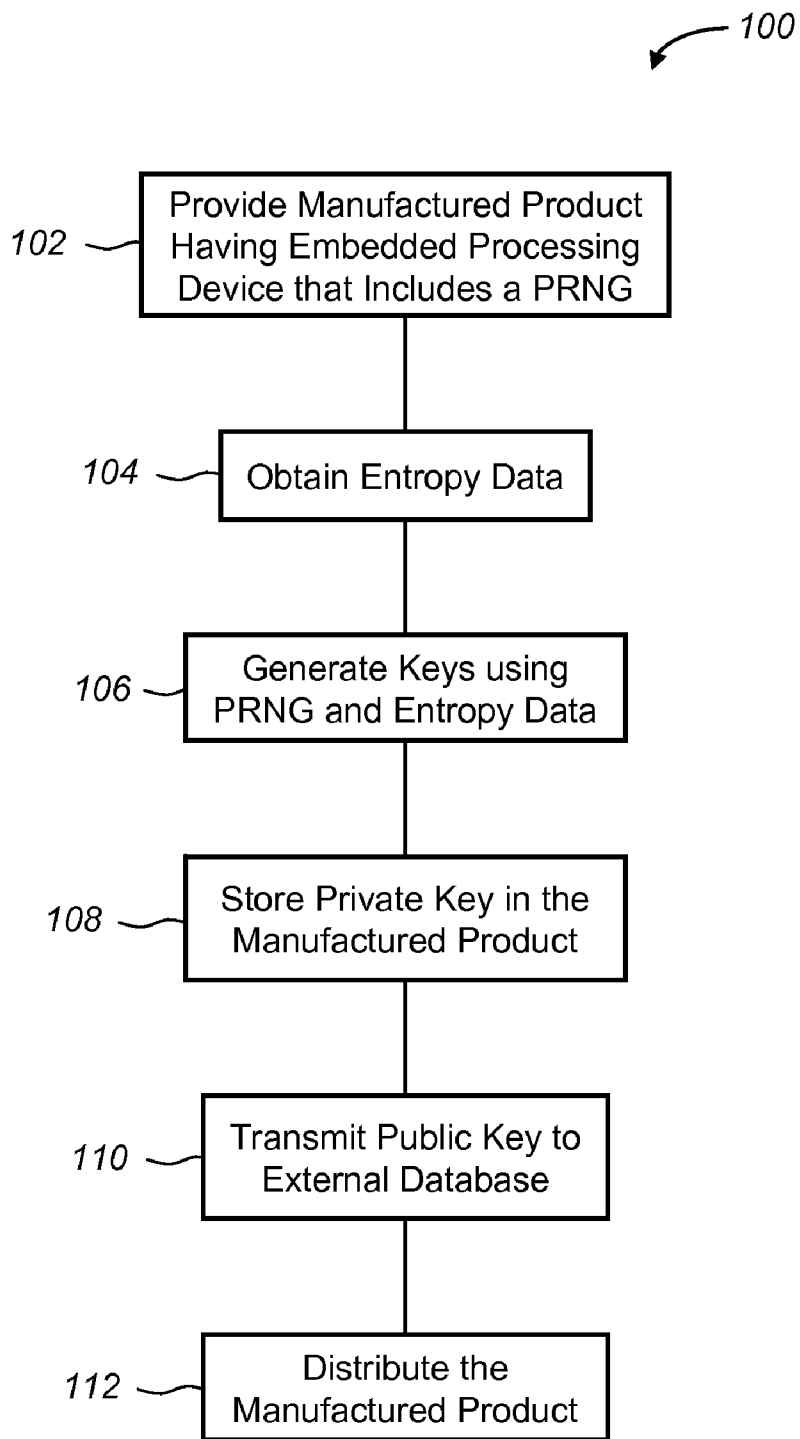 100
102
Provide Manufactured Product
Having Embedded Processing
Device that Includes a PRNG
104
Obtain Entropy Data
106
Generate Keys using
PRNG and Entropy Data
108
Store Private Key in the
Manufactured Product
110
Transmit Public Key to
External Database
112
Distribute the
Manufactured Product